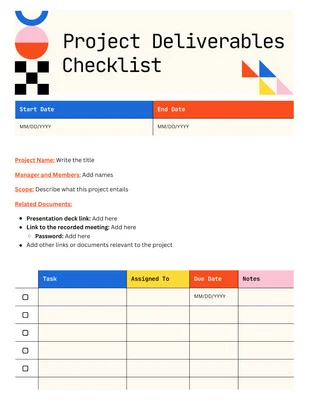 Project Deliverables
Checklist
Start Date End Date
MM/DD/YYYY MM/DD/YYYY
Project Name: Write the title
Manager and Members: Add names
Scope: Describe what this project entails
Related Documents:
• Presentation deck link: Add here
• Link to the recorded meeting: Add here
○ Password: Add here
• Add other links or documents relevant to the project
Task Assigned To Due Date Notes
MM/DD/YYYY